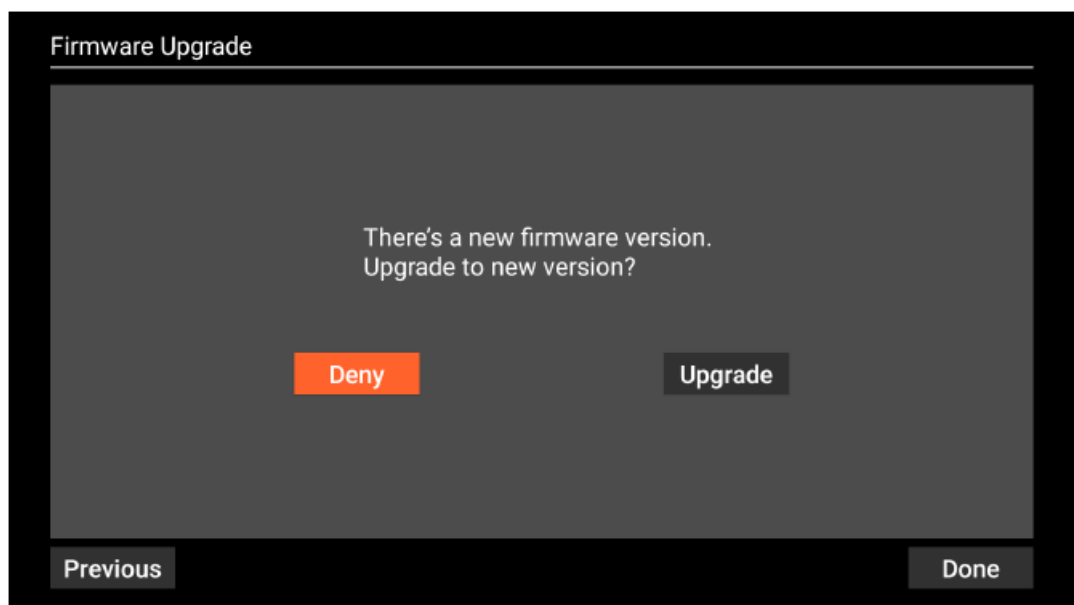 Firmware Upgrade
There's a new firmware version.
Upgrade to new version?
Deny
Upgrade
Previous
Done